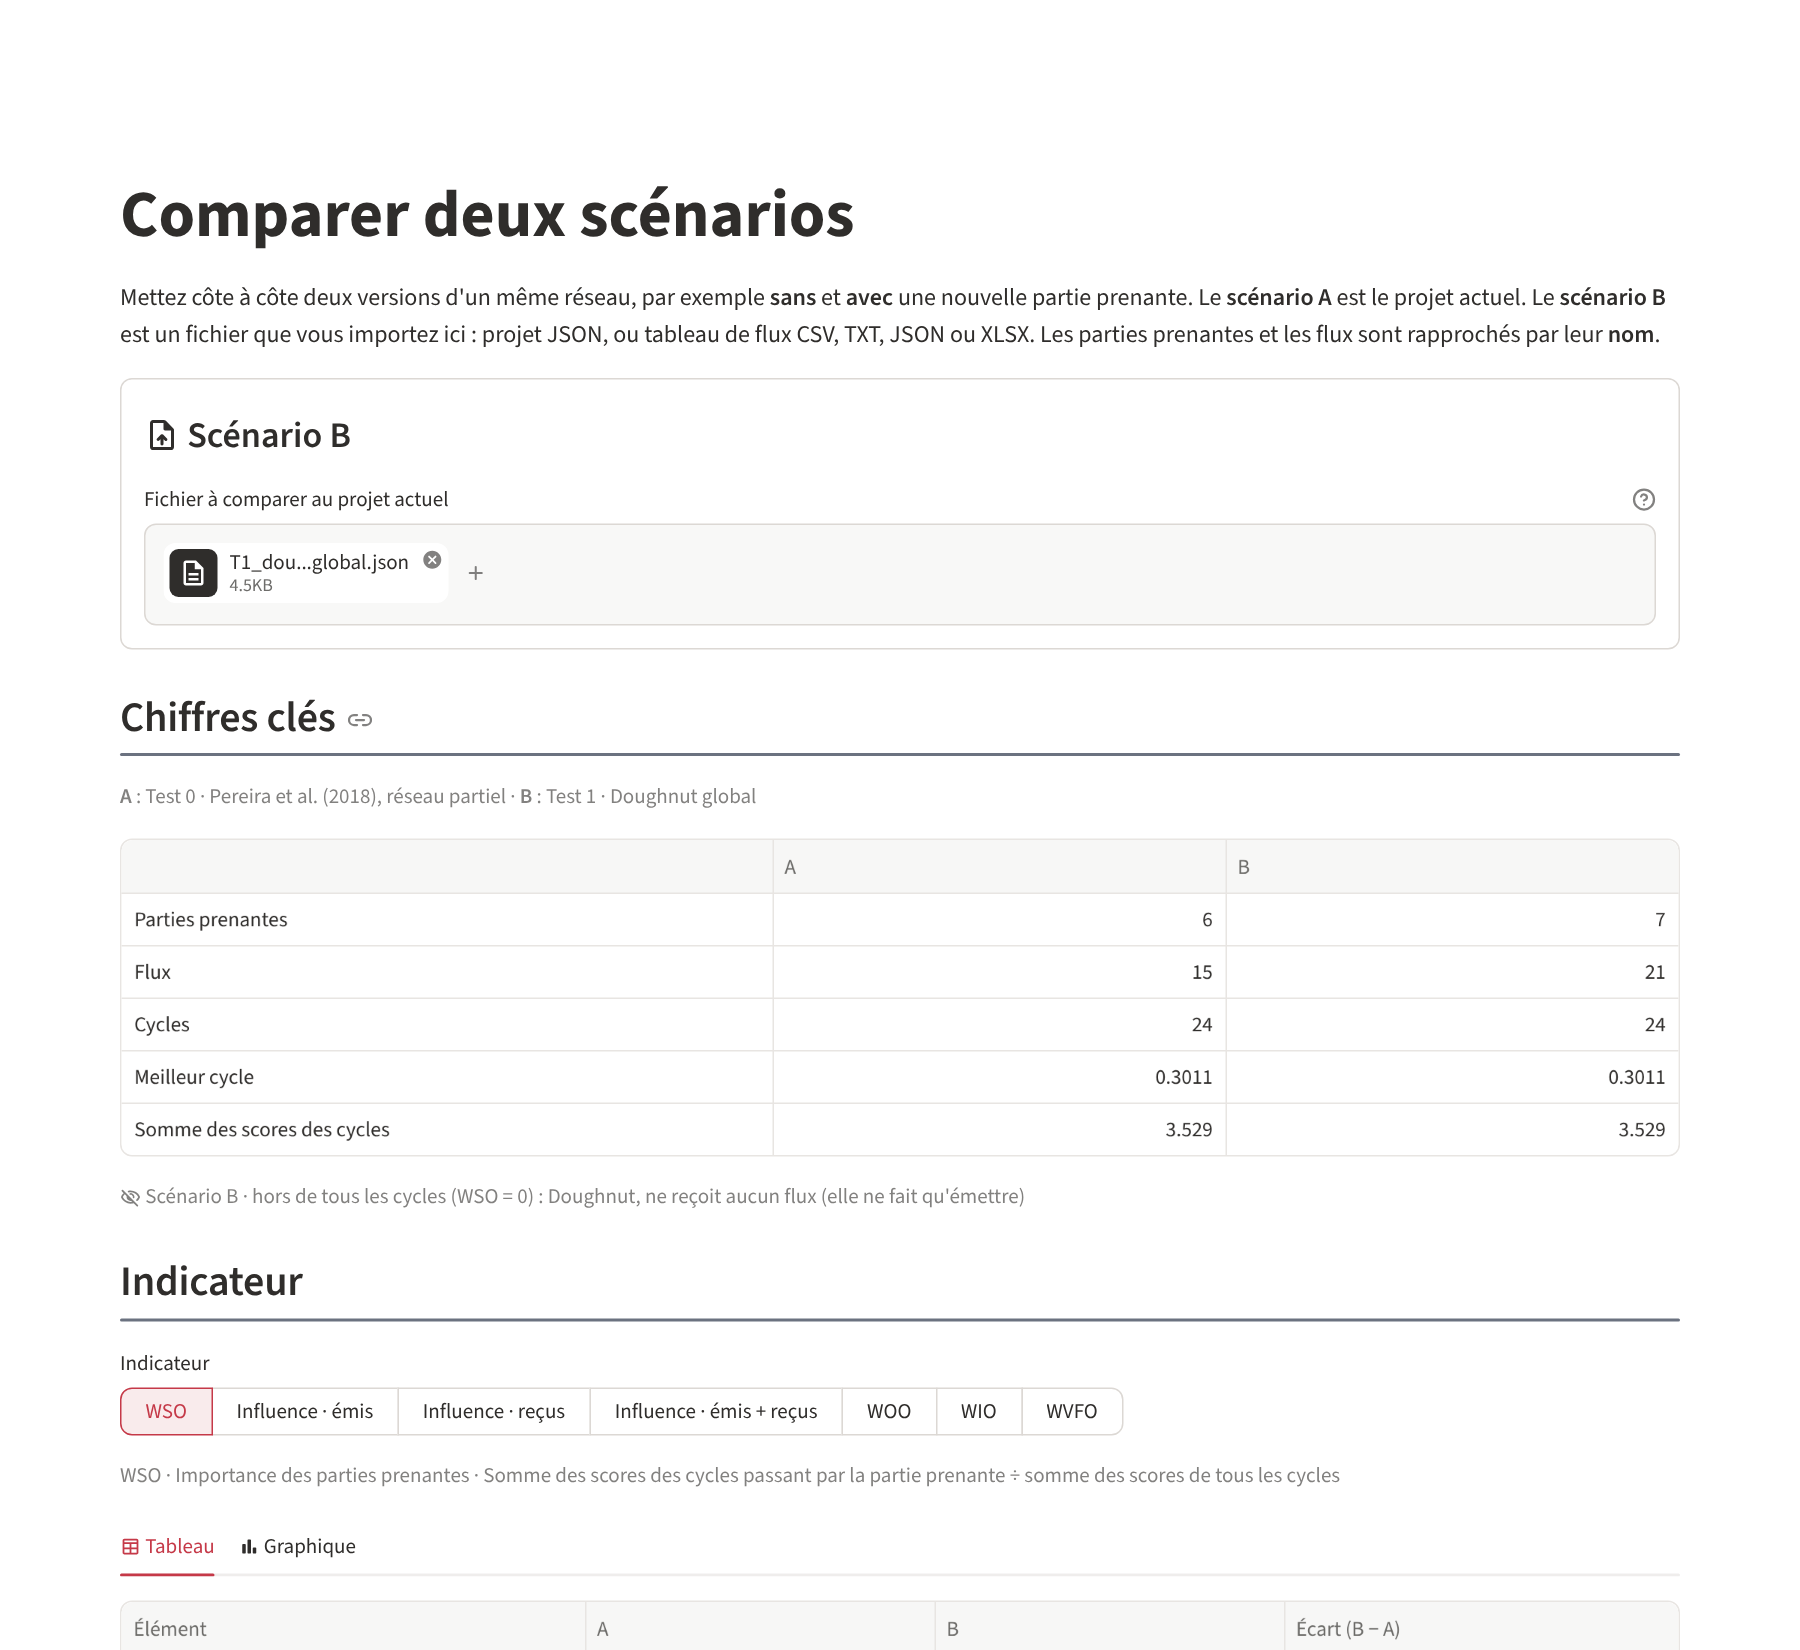 Comparer deux scénarios
Mettez côte à côte deux versions d'un même réseau, par exemple sans et avec une nouvelle partie prenante. Le scénario A est le projet actuel. Le scénario B
est un fichier que vous importez ici : projet JSON, ou tableau de flux CSV, TXT, JSON ou XLSX. Les parties prenantes et les flux sont rapprochés par leur nom.
Scénario B
Fichier à comparer au projet actuel
T1_dou...global.json
4.5KB
Chiffres clés
A : Test 0 · Pereira et al. (2018), réseau partiel · B : Test 1 · Doughnut global
A B
Parties prenantes 6 7
Flux 15 21
Cycles 24 24
Meilleur cycle 0.3011 0.3011
Somme des scores des cycles 3.529 3.529
Scénario B · hors de tous les cycles (WSO = 0) : Doughnut, ne reçoit aucun flux (elle ne fait qu'émettre)
Indicateur
Indicateur
WSO Influence · émis Influence · reçus Influence · émis + reçus WOO WIO WVFO
WSO · Importance des parties prenantes · Somme des scores des cycles passant par la partie prenante ÷ somme des scores de tous les cycles
Tableau Graphique
Élément A B Écart (B − A)